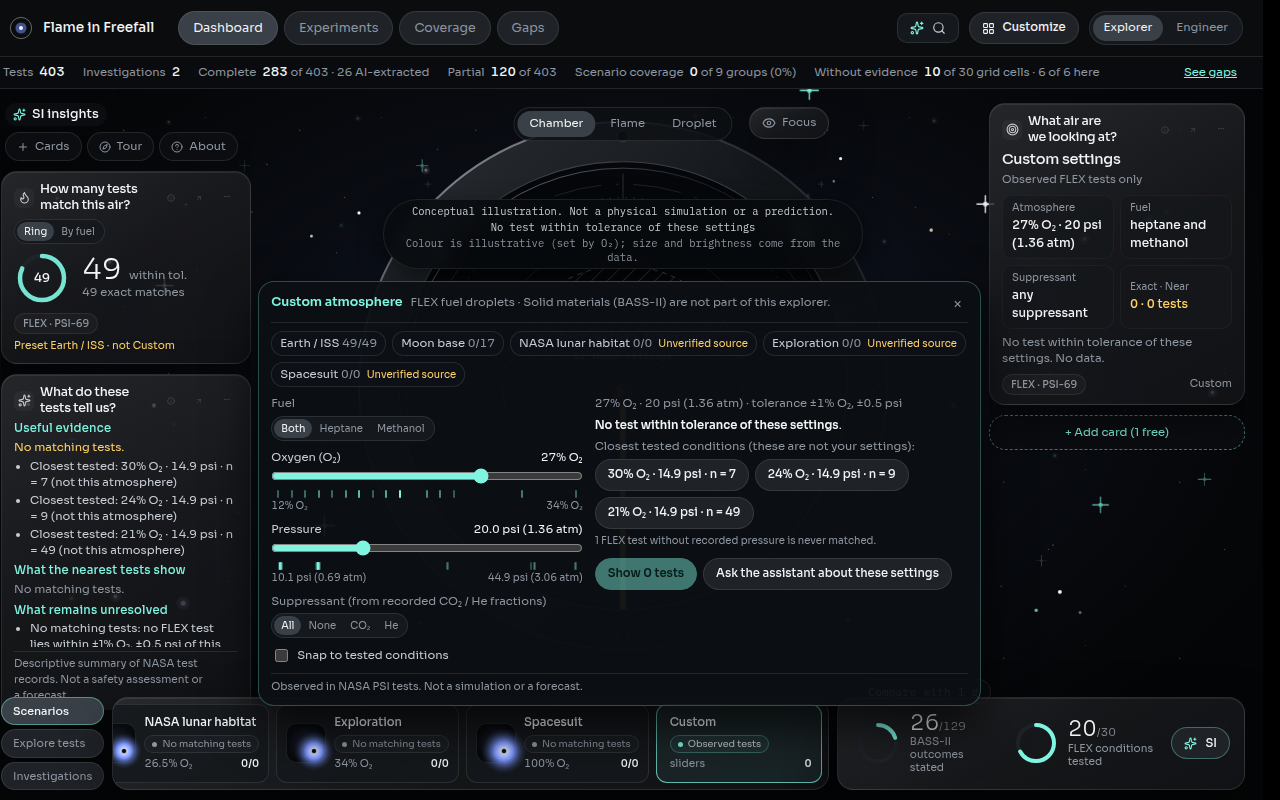 Flame in Freefall
Dashboard
Experiments
Coverage
Gaps
Customize
Explorer
Engineer
Tests 403
Investigations 2
Complete 283 of 403 · 26 AI-extracted
Partial 120 of 403
Scenario coverage 0 of 9 groups (0%)
Without evidence 10 of 30 grid cells · 6 of 6 here
See gaps
SI insights
+ Cards
Tour
About
How many tests
match this air?
Ring
By fuel
49
49 within tol.
49 exact matches
FLEX · PSI-69
Preset Earth / ISS · not Custom
What do these
tests tell us?
Useful evidence
No matching tests.
• Closest tested: 30% O₂ · 14.9 psi · n
= 7 (not this atmosphere)
• Closest tested: 24% O₂ · 14.9 psi · n
= 9 (not this atmosphere)
• Closest tested: 21% O₂ · 14.9 psi · n
= 49 (not this atmosphere)
What the nearest tests show
No matching tests.
What remains unresolved
• No matching tests: no FLEX test
lies within ±1% O₂, ±0.5 psi of this
Descriptive summary of NASA test
records. Not a safety assessment or
a forecast.
Chamber
Flame
Droplet
Focus
Conceptual illustration. Not a physical simulation or a prediction.
No test within tolerance of these settings
Colour is illustrative (set by O₂); size and brightness come from the
data.
Custom atmosphere FLEX fuel droplets · Solid materials (BASS-II) are not part of this explorer.
×
Earth / ISS 49/49
Moon base 0/17
NASA lunar habitat 0/0 Unverified source
Exploration 0/0 Unverified source
Spacesuit 0/0 Unverified source
Fuel
Both
Heptane
Methanol
Oxygen (O₂) 27% O₂
12% O₂ 34% O₂
Pressure 20.0 psi (1.36 atm)
10.1 psi (0.69 atm) 44.9 psi (3.06 atm)
Suppressant (from recorded CO₂ / He fractions)
All
None
CO₂
He
Snap to tested conditions
27% O₂ · 20 psi (1.36 atm) · tolerance ±1% O₂, ±0.5 psi
No test within tolerance of these settings.
Closest tested conditions (these are not your settings):
30% O₂ · 14.9 psi · n = 7
24% O₂ · 14.9 psi · n = 9
21% O₂ · 14.9 psi · n = 49
1 FLEX test without recorded pressure is never matched.
Show 0 tests
Ask the assistant about these settings
Observed in NASA PSI tests. Not a simulation or a forecast.
What air are
we looking at?
Custom settings
Observed FLEX tests only
Atmosphere
27% O₂ · 20 psi
(1.36 atm)
Fuel
heptane and
methanol
Suppressant
any
suppressant
Exact · Near
0 · 0 tests
No test within tolerance of these
settings. No data.
FLEX · PSI-69
Custom
+ Add card (1 free)
Scenarios
Explore tests
Investigations
NASA lunar habitat
No matching tests
26.5% O₂ 0/0
Exploration
No matching tests
34% O₂ 0/0
Spacesuit
No matching tests
100% O₂ 0/0
Custom
Observed tests
sliders 0
Compare with 1 g
26/129
BASS-II
outcomes
stated
20/30
FLEX conditions
tested
SI